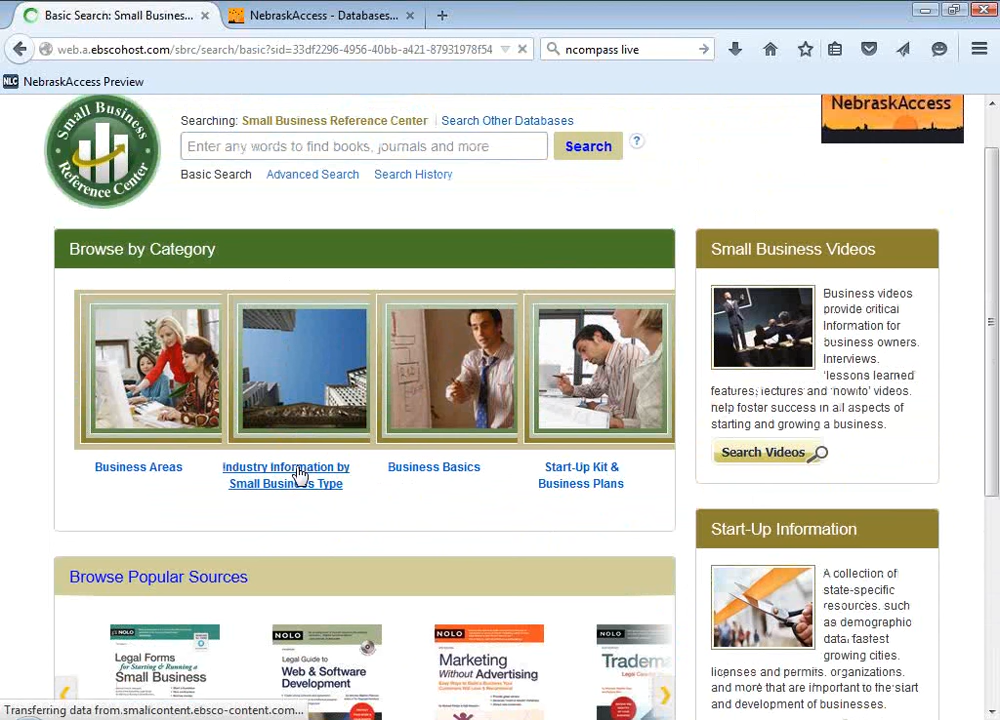 Basic Search: Small Busines...
NebraskAccess - Databases...
web.a.ebscohost.com/sbrc/search/basic?sid=33df2296-4956-40bb-a421-87931978f54
ncompass live
NLC NebraskAccess Preview
Small Business Reference Center
Searching: Small Business Reference Center Search Other Databases
NebraskAccess
Enter any words to find books, journals and more
Search
?
Basic Search Advanced Search Search History
Browse by Category
Business Areas
Industry Information by
Small Business Type
Business Basics
Start-Up Kit &
Business Plans
Small Business Videos
Business videos
provide critical
information for
business owners.
Interviews,
'lessons learned'
features, lectures and 'how to' videos
help foster success in all aspects of
starting and growing a business.
Search Videos
Browse Popular Sources
NOLO
Legal Forms
for Starting & Running a
Small Business
NOLO
Legal Guide to
Web & Software
Development
NOLO
Marketing
Without Advertising
NOLO
Tradem
Start-Up Information
A collection of
state-specific
resources, such
as demographic
data, fastest
growing cities,
licenses and permits, organizations,
and more that are important to the start
and development of businesses.
Transferring data from.smalicontent.ebsco-content.com...